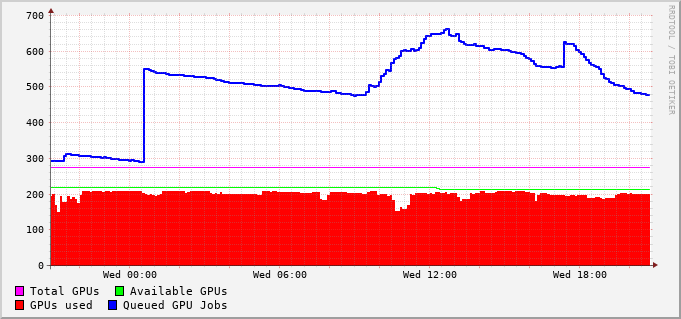 700
600
500
400
300
200
100
0
Wed 00:00 Wed 06:00 Wed 12:00 Wed 18:00
Total GPUs Available GPUs
GPUs used Queued GPU Jobs
RRDTOOL / TOBI OETIKER